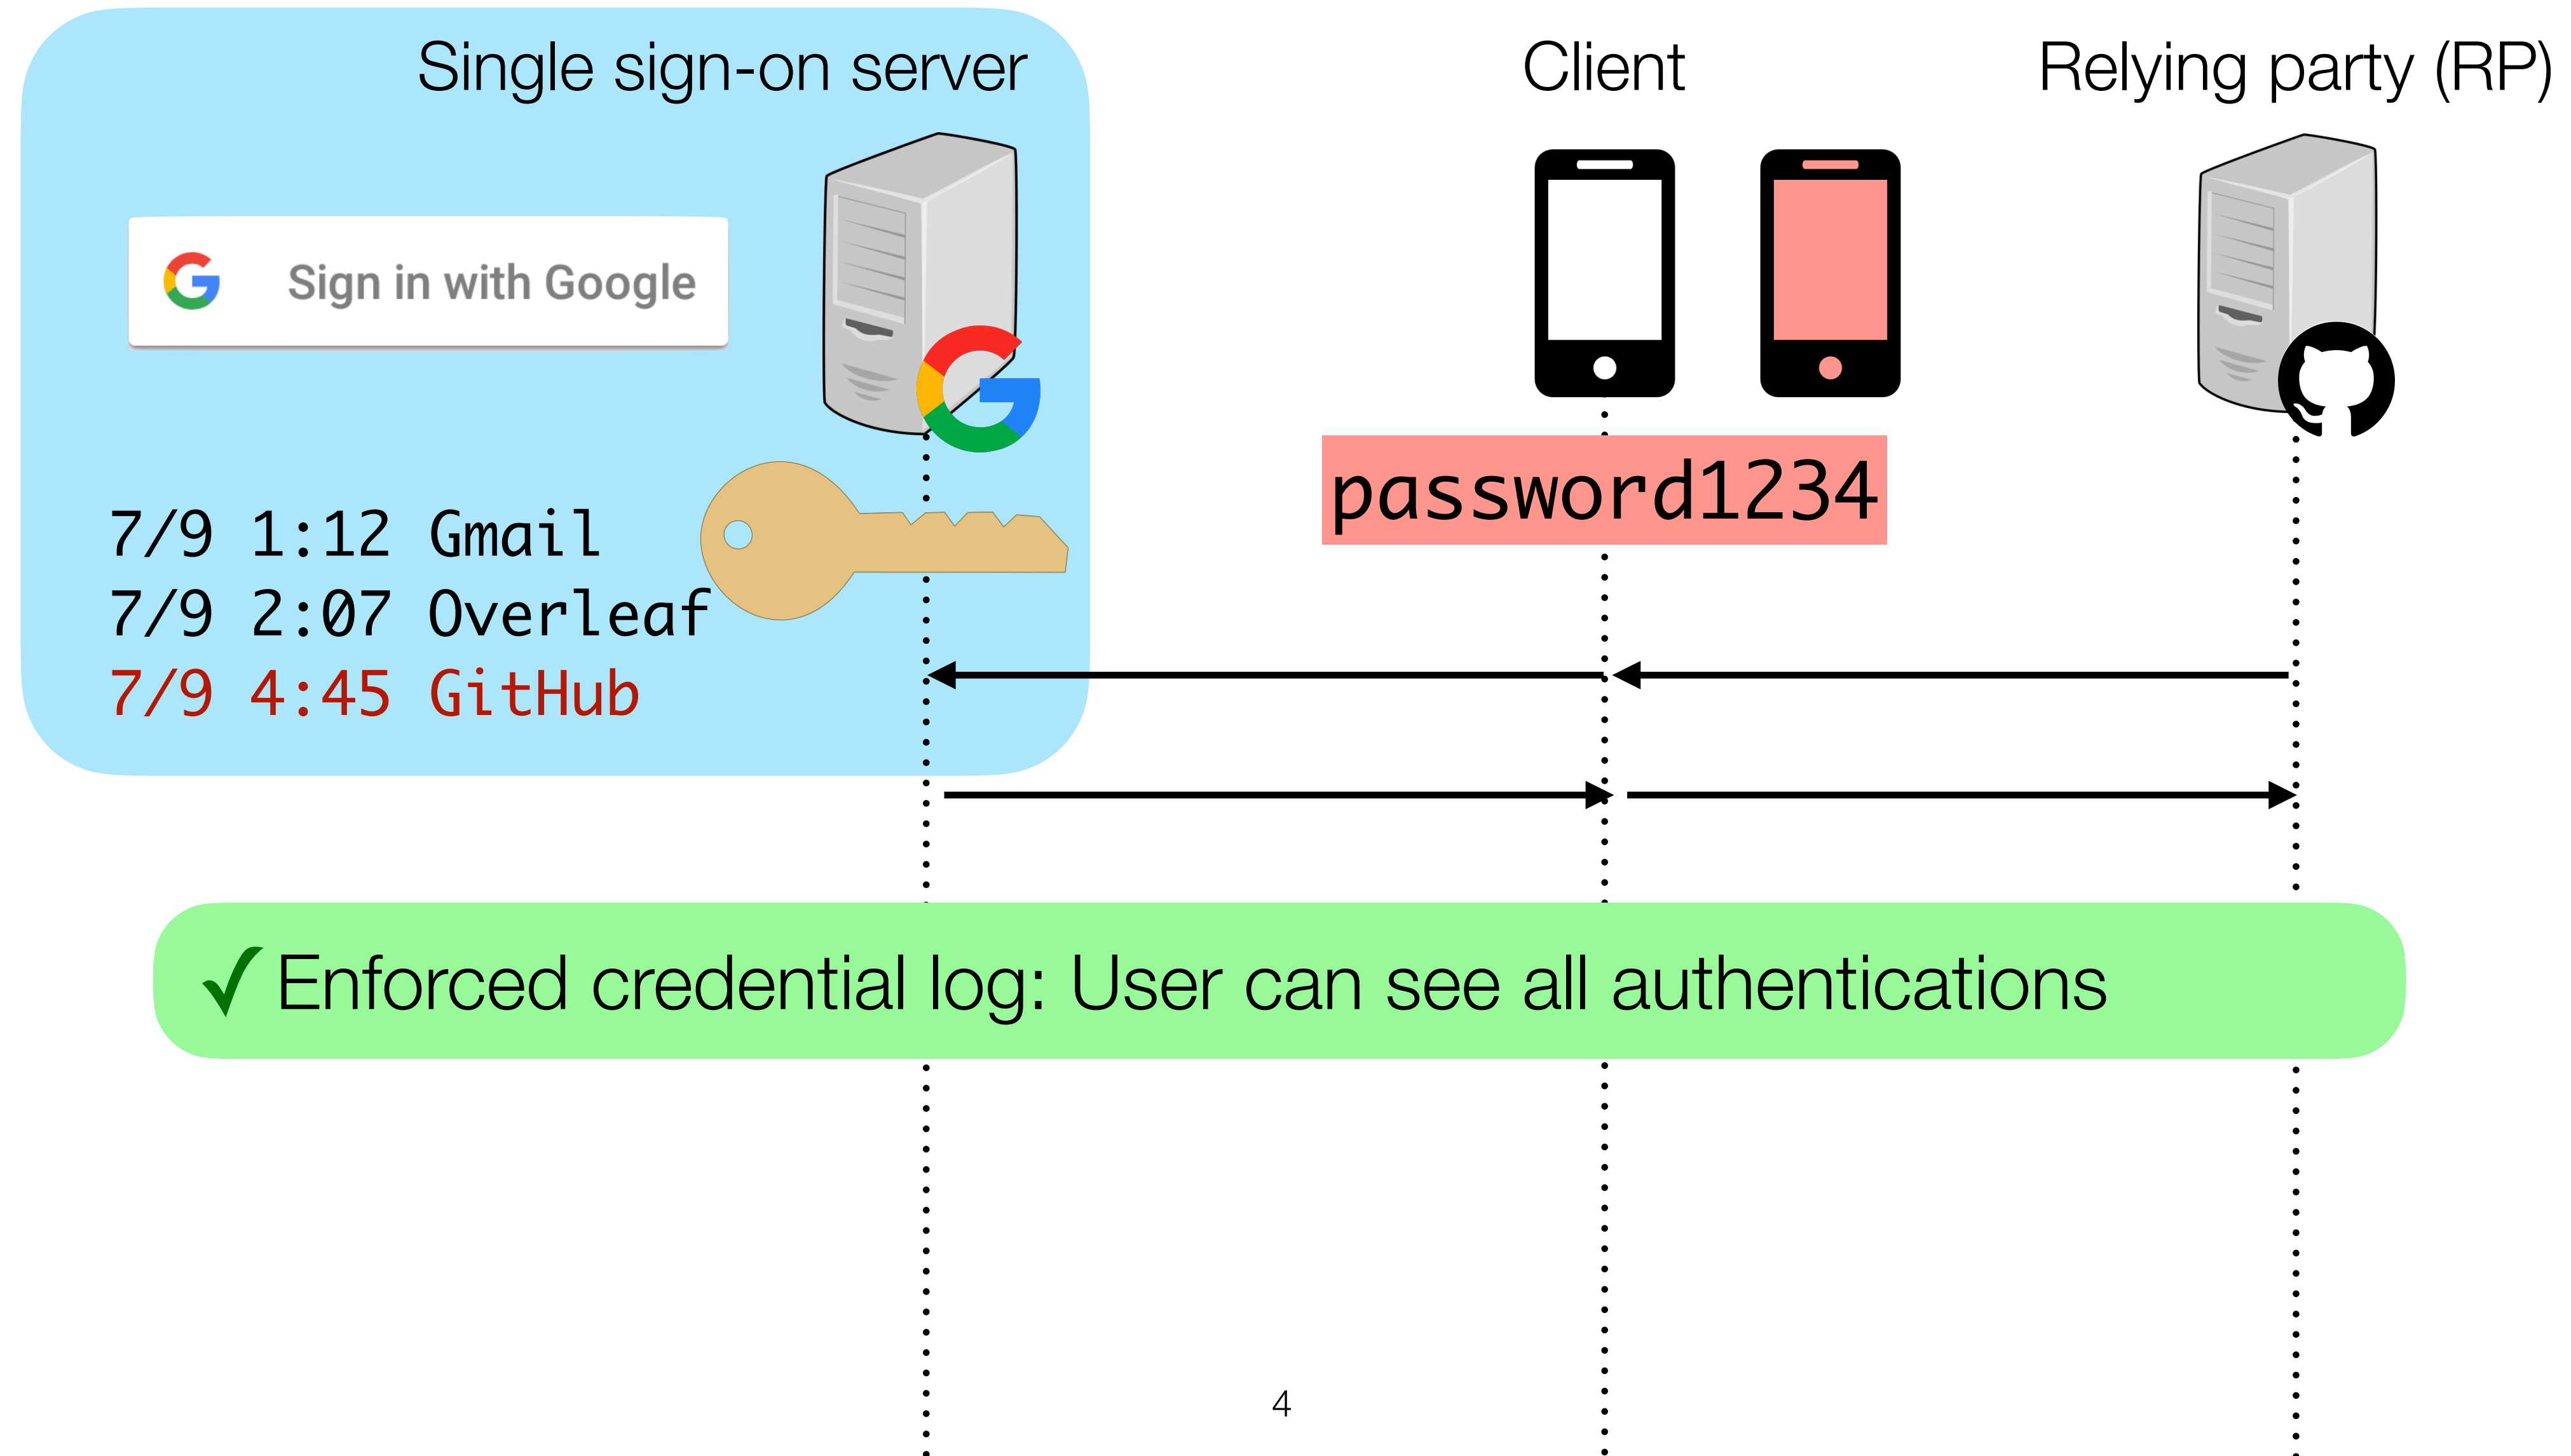 Single sign-on server
Client
Relying party (RP)
Sign in with Google
password1234
7/9 1:12 Gmail
7/9 2:07 Overleaf
7/9 4:45 GitHub
✓ Enforced credential log: User can see all authentications
4